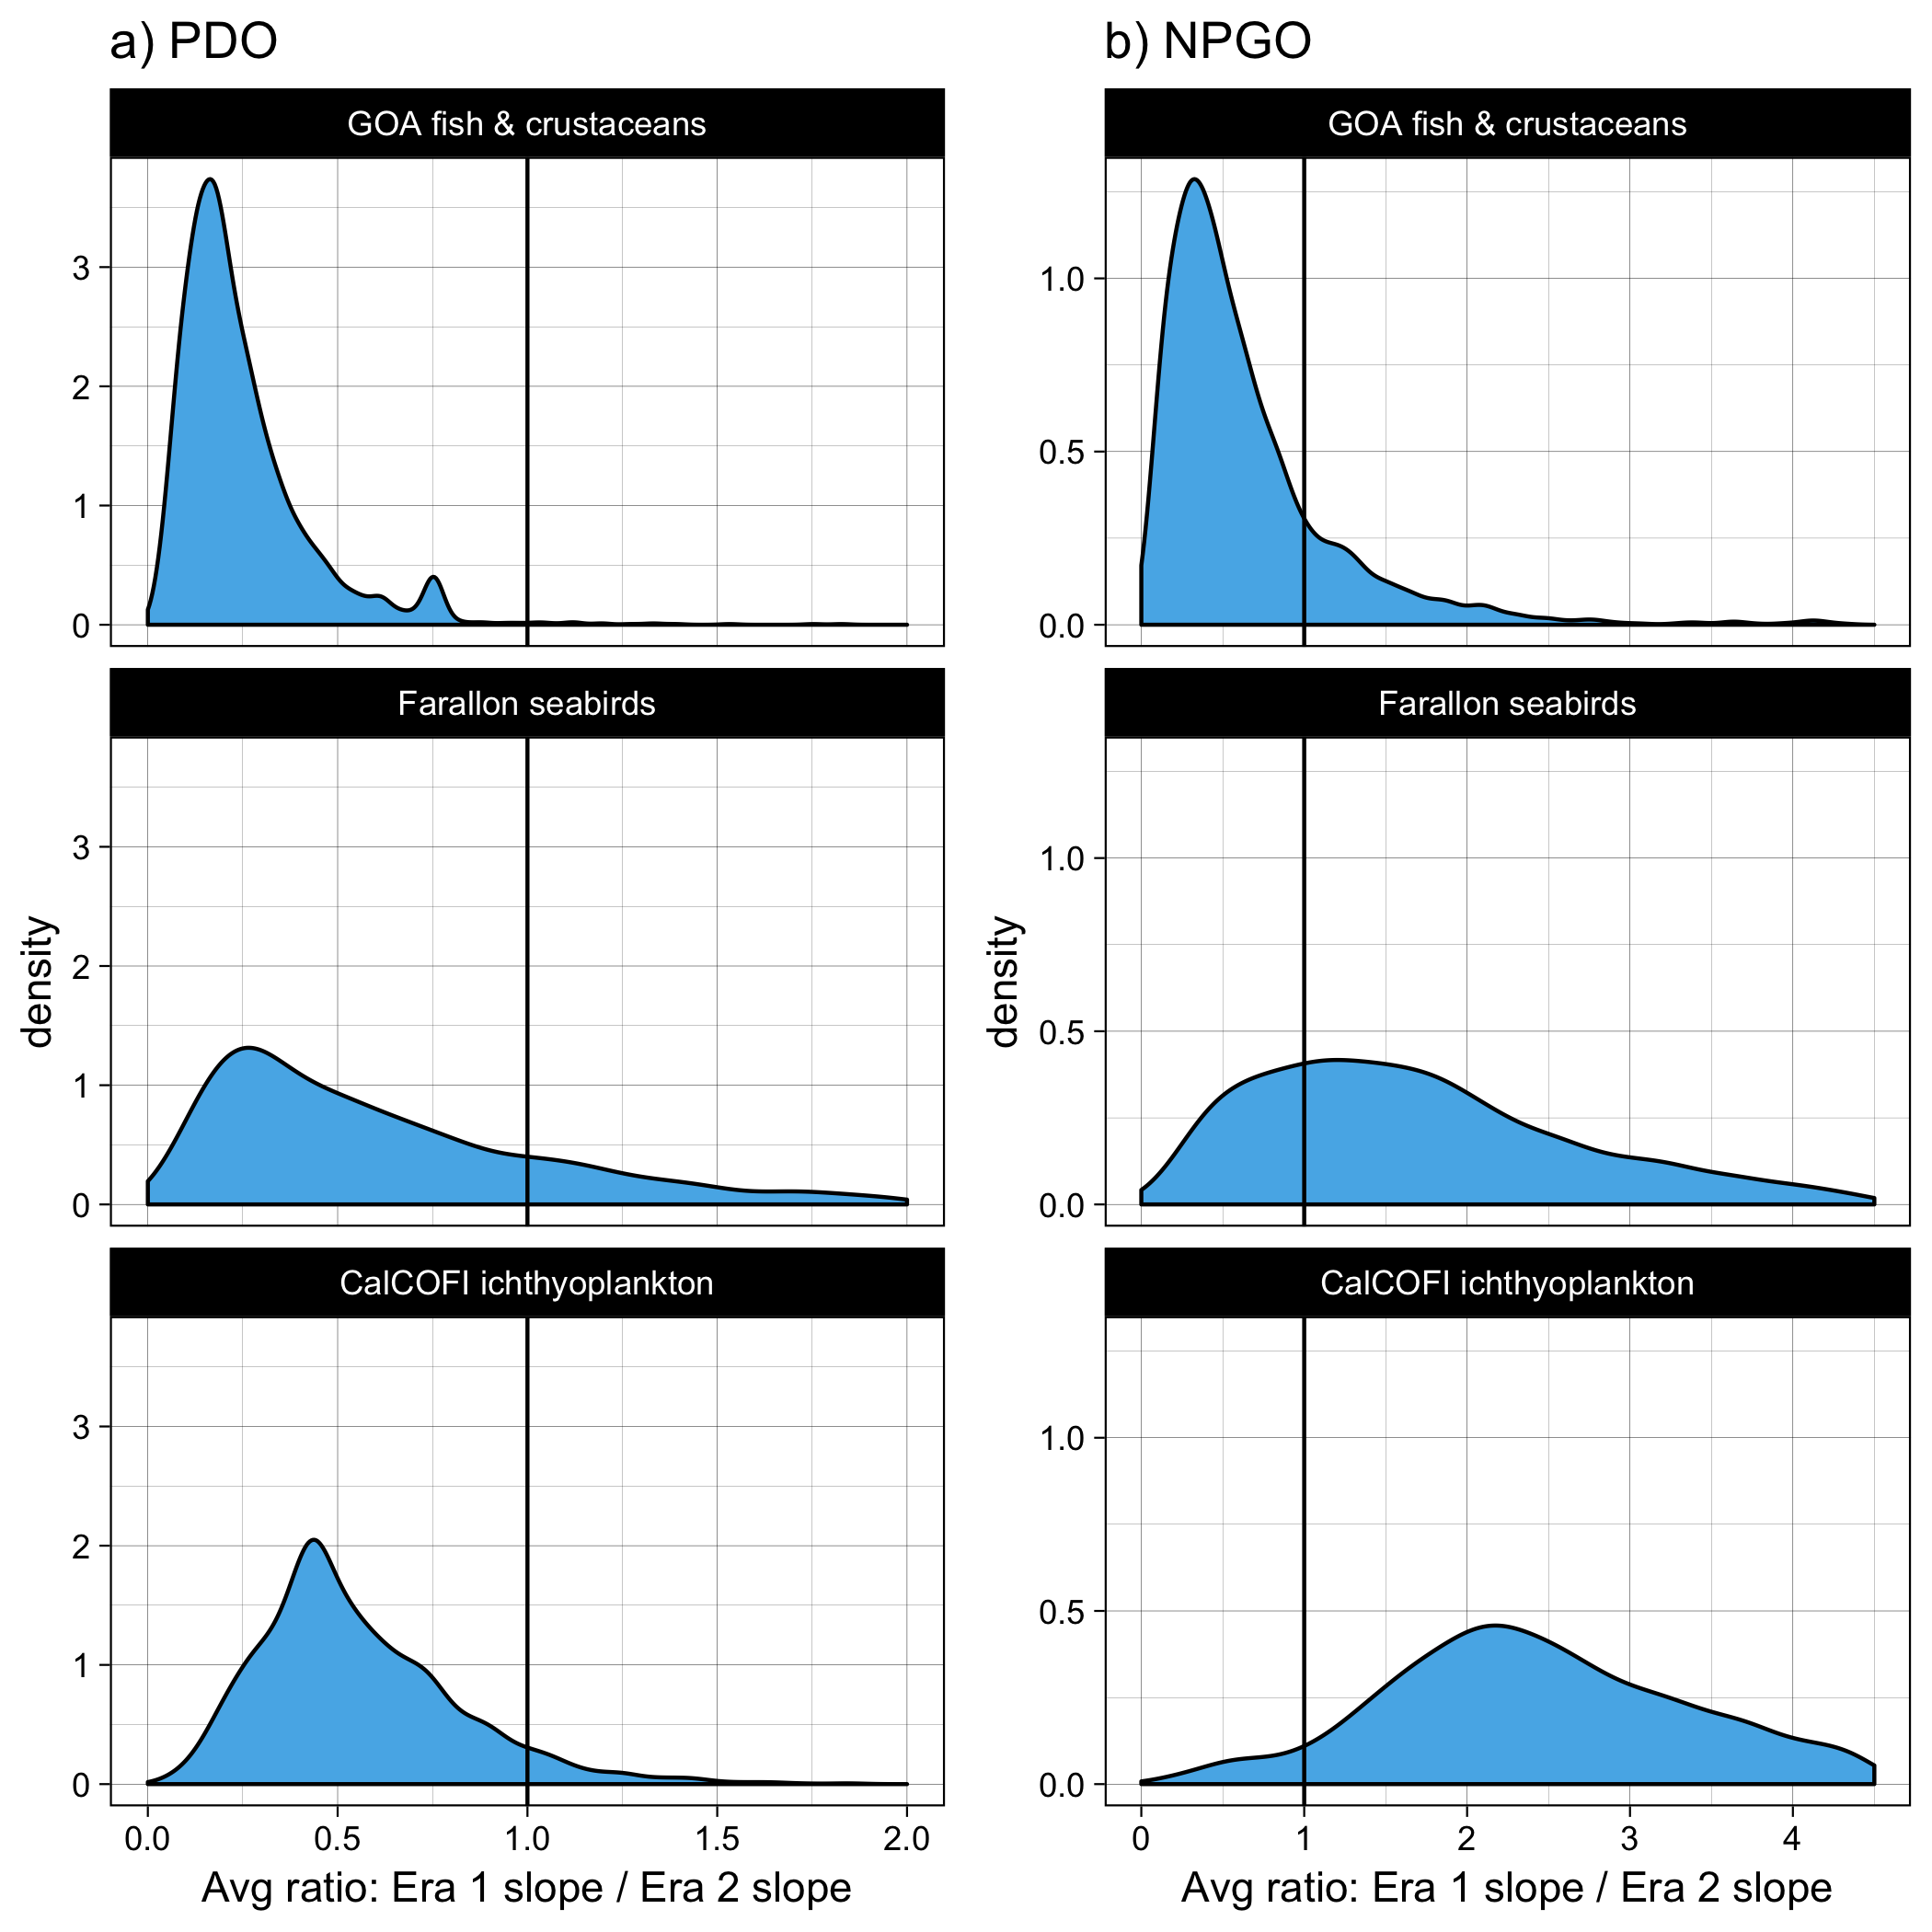 a) PDO
GOA fish & crustaceans
3
2
1
0
Farallon seabirds
3
2
1
0
CalCOFI ichthyoplankton
3
2
1
0
0.0 0.5 1.0 1.5 2.0
Avg ratio: Era 1 slope / Era 2 slope
density
b) NPGO
GOA fish & crustaceans
1.0
0.5
0.0
Farallon seabirds
1.0
0.5
0.0
CalCOFI ichthyoplankton
1.0
0.5
0.0
0 1 2 3 4
Avg ratio: Era 1 slope / Era 2 slope
density